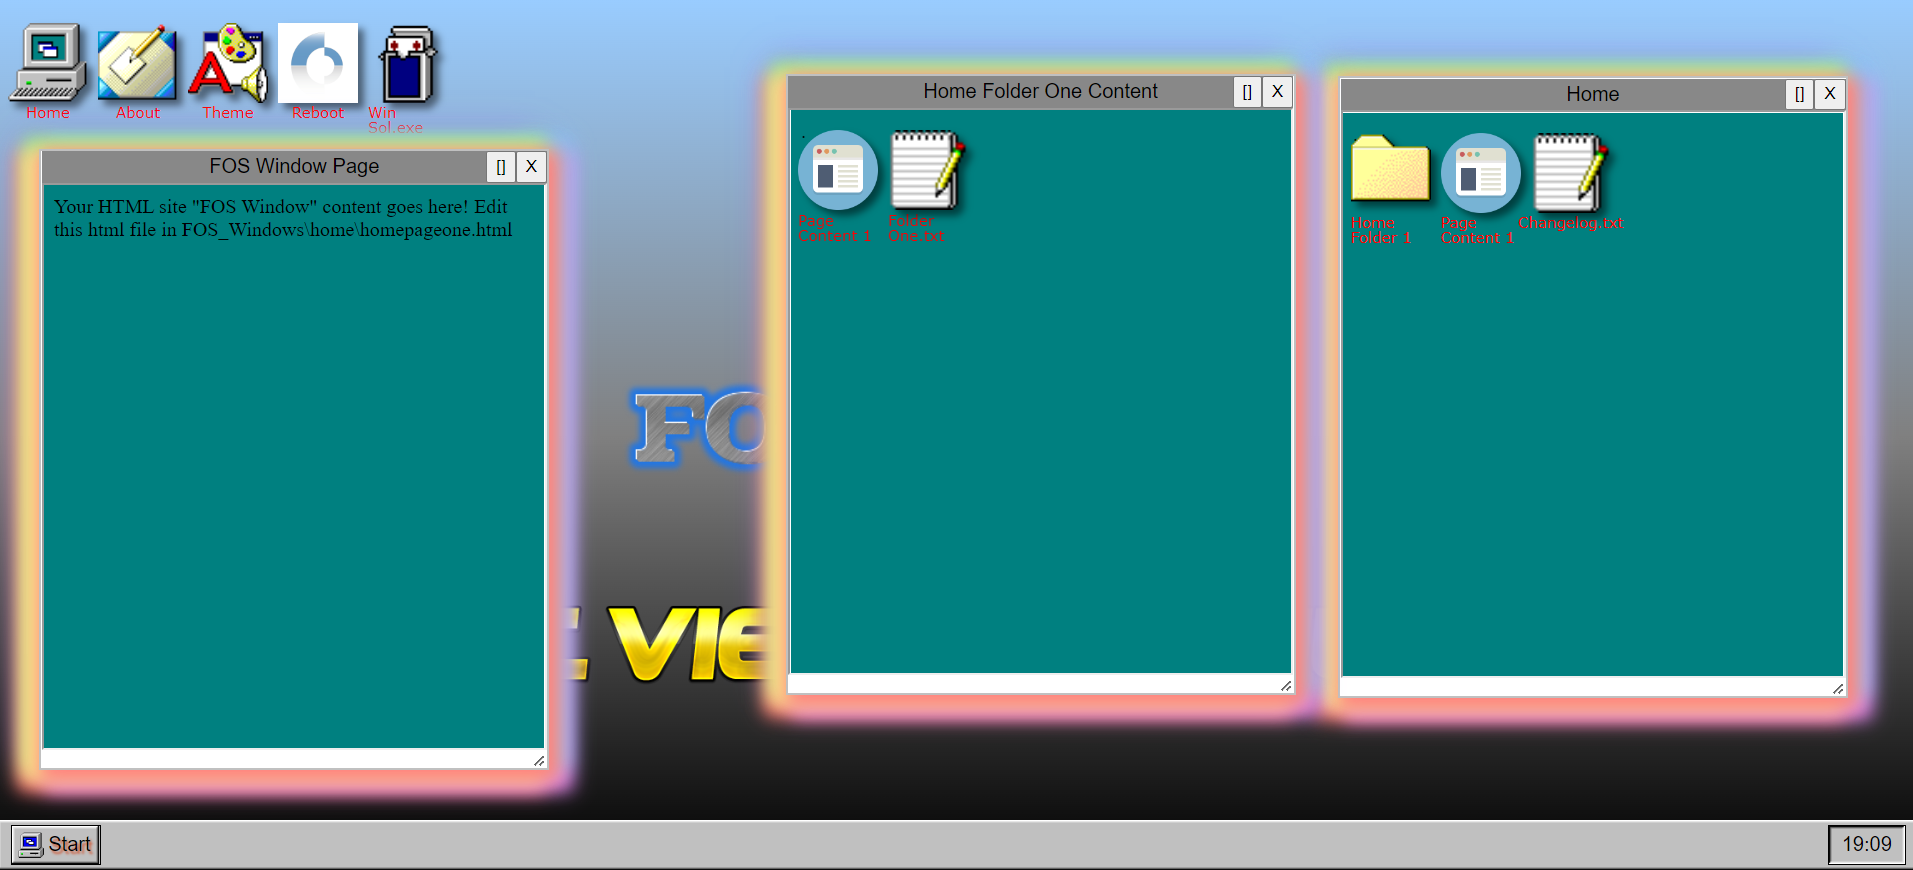 Home
About
Theme
Reboot
Win
Sol.exe
FOS Window Page
[]
X
Your HTML site "FOS Window" content goes here! Edit
this html file in FOS_Windows\home\homepageone.html
Home Folder One Content
[]
X
Page
Content 1
Folder
One.txt
Home
[]
X
Home
Folder 1
Page
Content 1
Changelog.txt
FO
VIE
Start
19:09